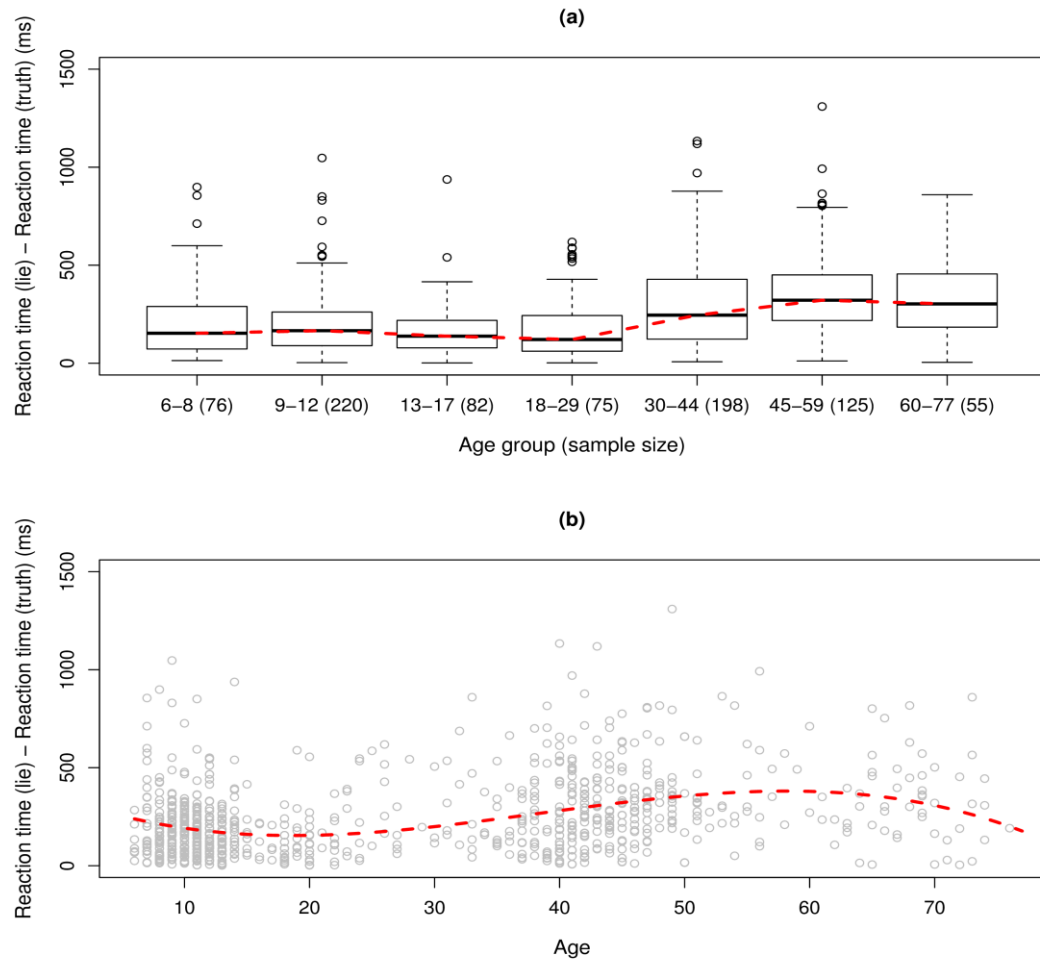 (a)
Reaction time (lie) − Reaction time (truth) (ms)
1500
1000
500
0
6−8 (76) 9−12 (220) 13−17 (82) 18−29 (75) 30−44 (198) 45−59 (125) 60−77 (55)
Age group (sample size)
(b)
Reaction time (lie) − Reaction time (truth) (ms)
1500
1000
500
0
10 20 30 40 50 60 70
Age